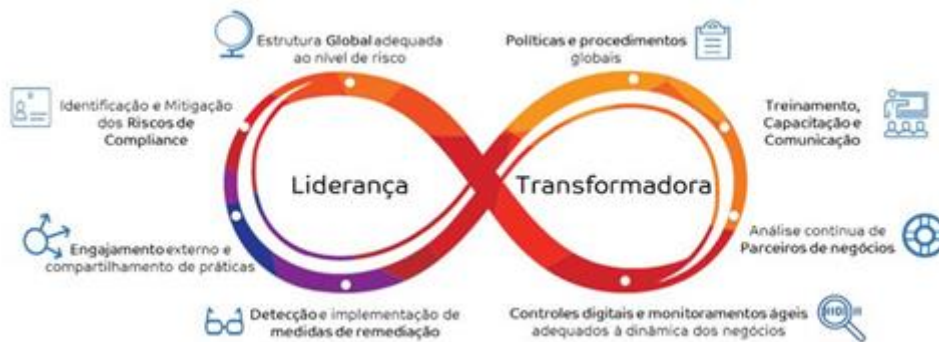 Estrutura Global adequada
ao nível de risco
Políticas e procedimentos
globais
Identificação e Mitigação
dos Riscos de
Compliance
Treinamento,
Capacitação e
Comunicação
Liderança
Transformadora
Engajamento externo e
compartilhamento de práticas
Análise contínua de
Parceiros de negócios
Detecção e implementação de
medidas de remediação
Controles digitais e monitoramentos ágeis
adequados à dinâmica dos negócios